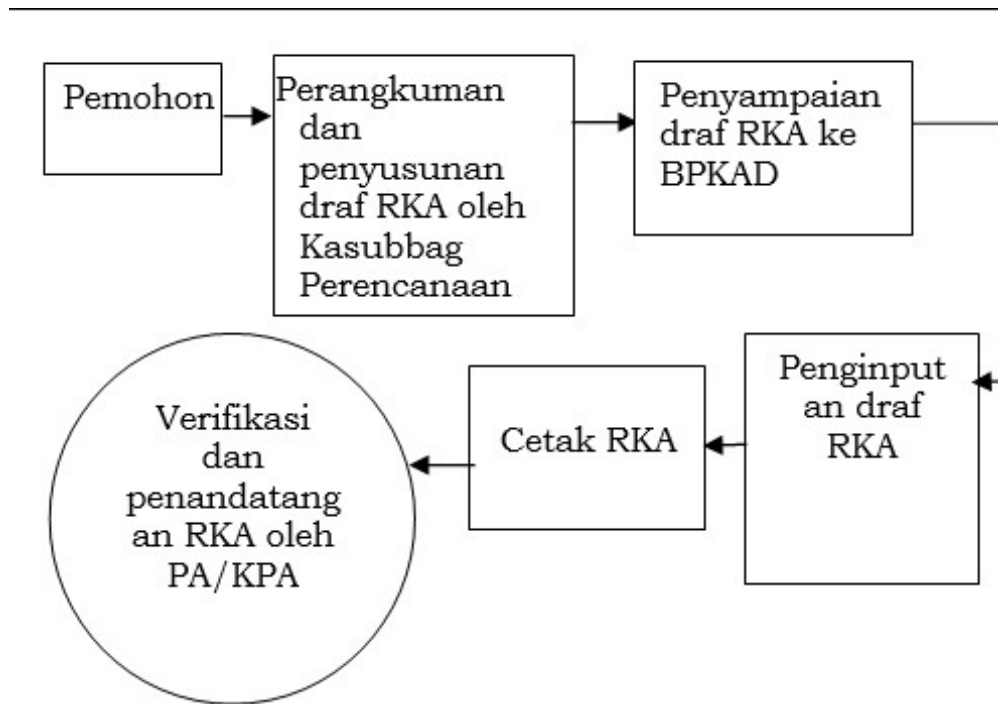 Pemohon
Perangkuman
dan
penyusunan
draf RKA oleh
Kasubbag
Perencanaan
Penyampaian
draf RKA ke
BPKAD
Penginput
an draf
RKA
Cetak RKA
Verifikasi
dan
penandatang
an RKA oleh
PA/KPA